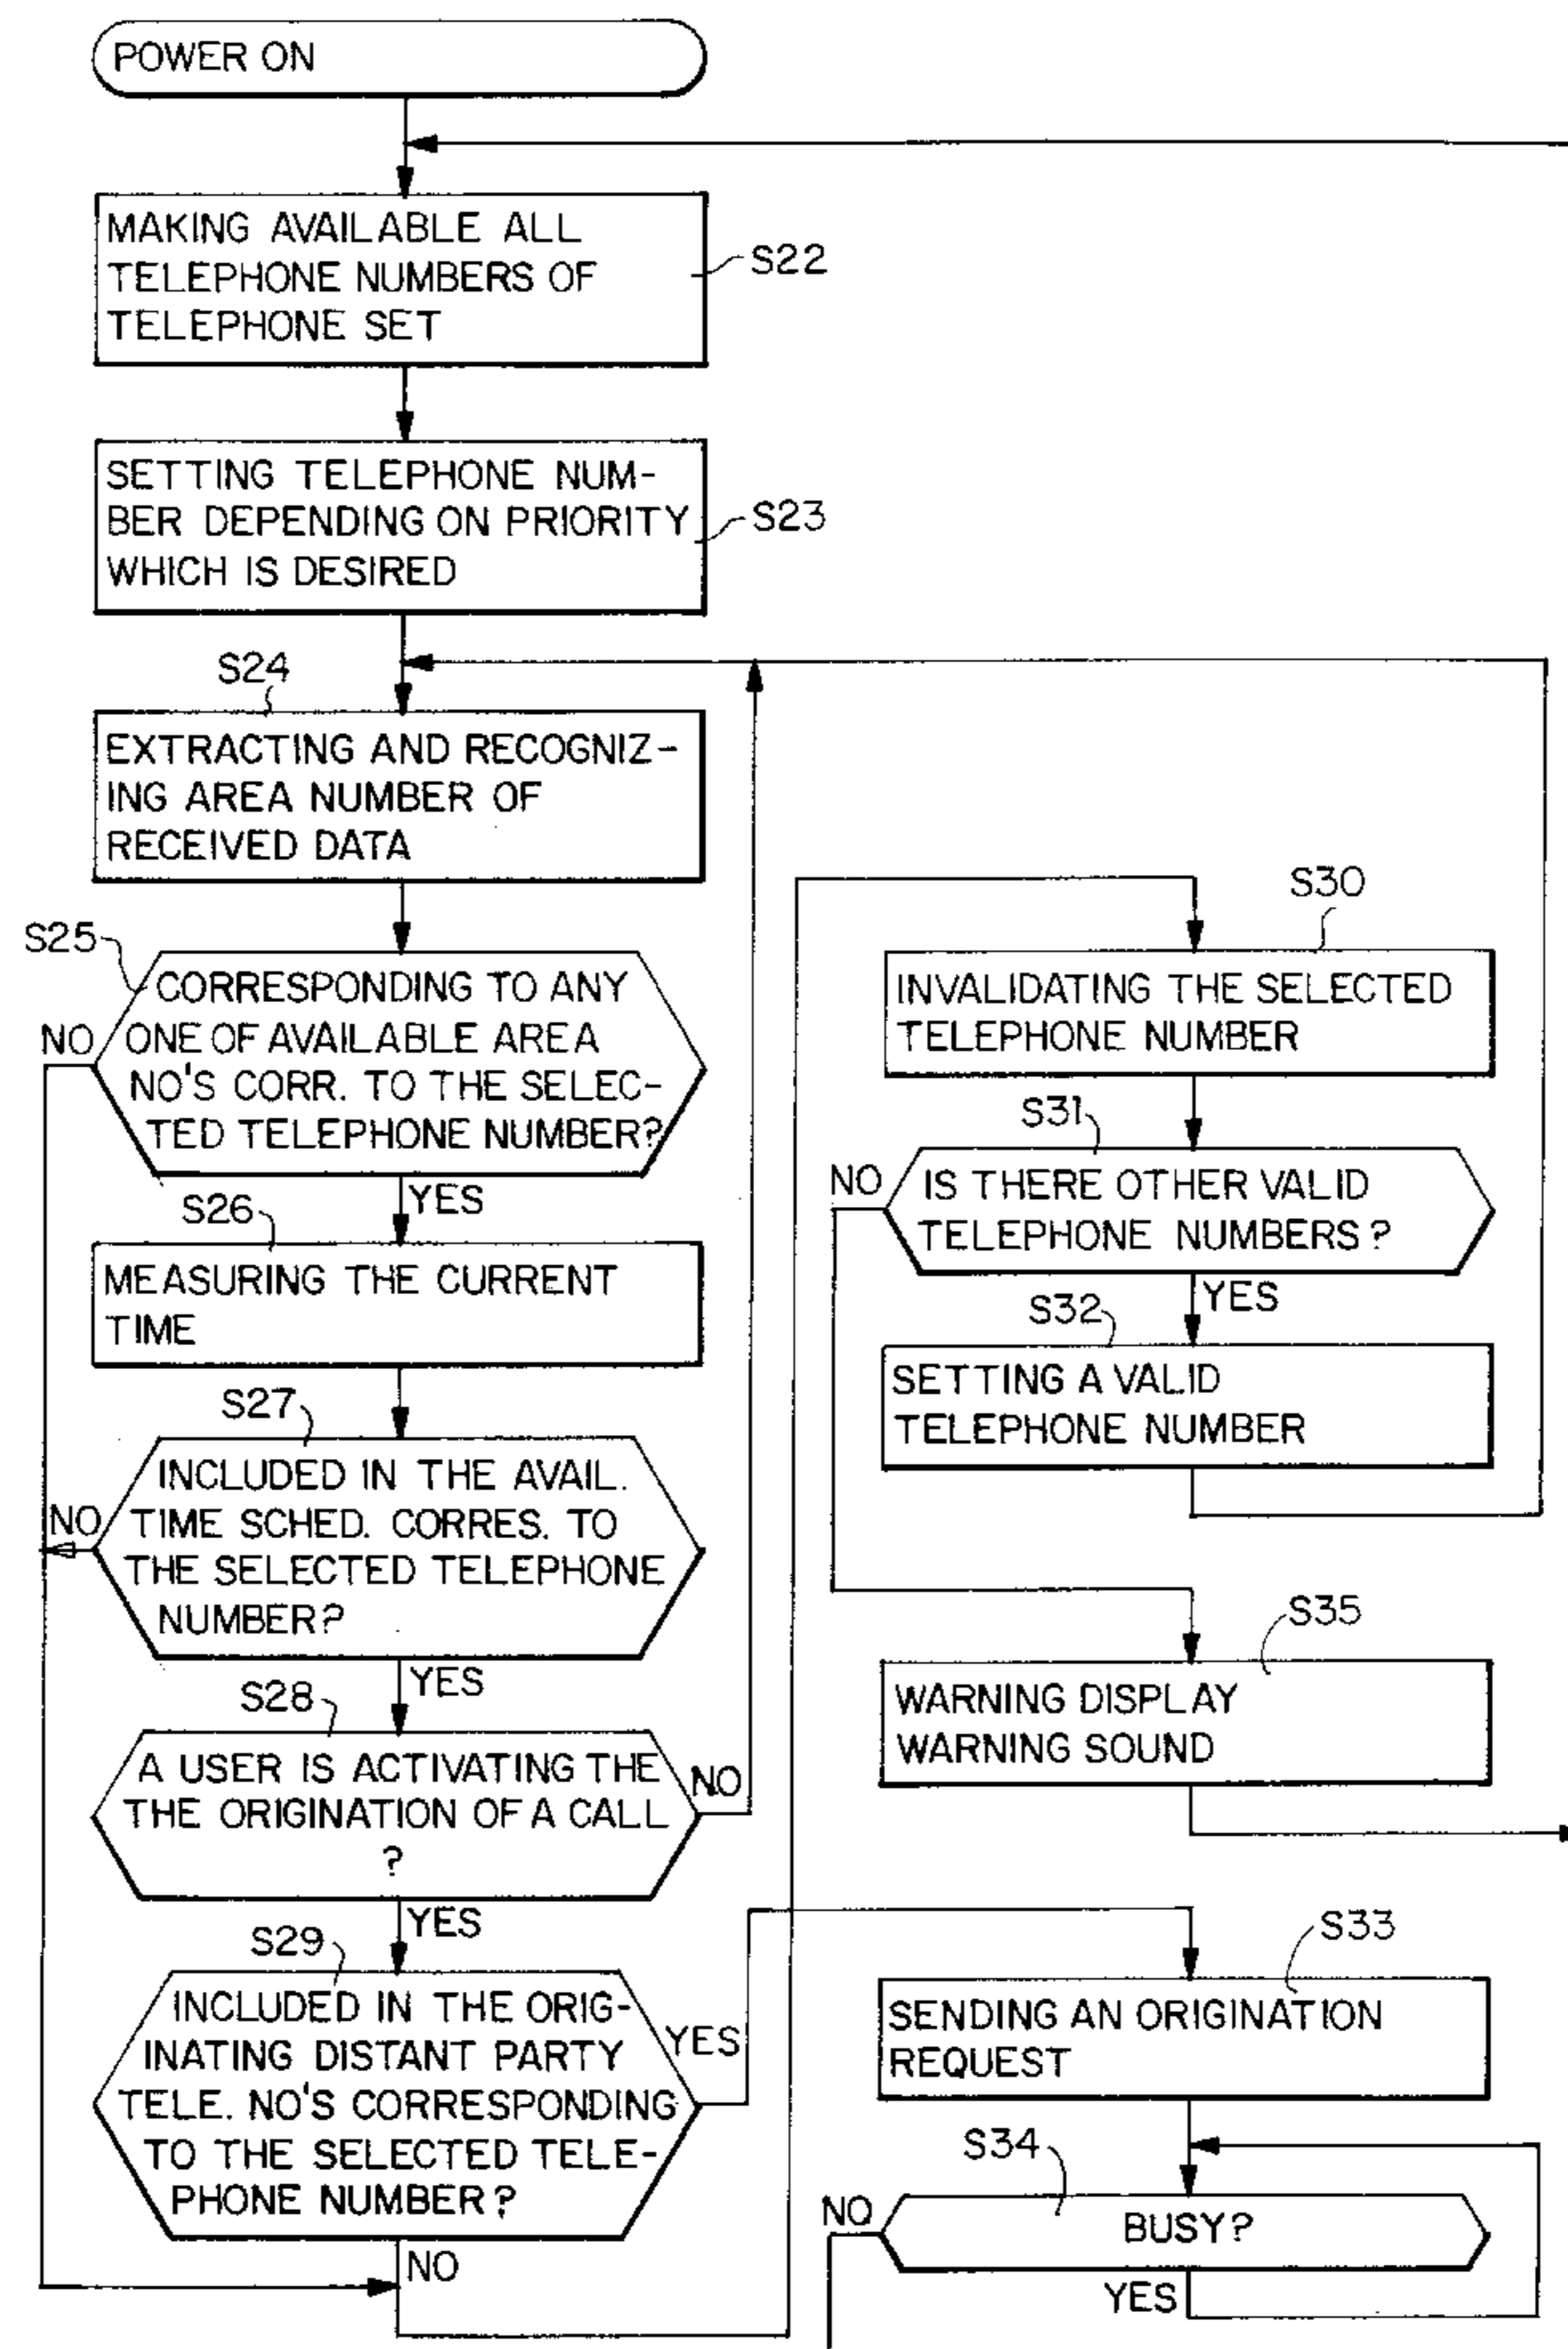 POWER ON
MAKING AVAILABLE ALL
TELEPHONE NUMBERS OF
TELEPHONE SET
S22
SETTING TELEPHONE NUM-
BER DEPENDING ON PRIORITY
WHICH IS DESIRED
S23
S24
EXTRACTING AND RECOGNIZ-
ING AREA NUMBER OF
RECEIVED DATA
S25
CORRESPONDING TO ANY
ONE OF AVAILABLE AREA
NO'S CORR. TO THE SELEC-
TED TELEPHONE NUMBER?
NO
YES
S26
MEASURING THE CURRENT
TIME
S27
INCLUDED IN THE AVAIL.
TIME SCHED. CORRES. TO
THE SELECTED TELEPHONE
NUMBER?
NO
YES
S28
A USER IS ACTIVATING THE
THE ORIGINATION OF A CALL
?
NO
YES
S29
INCLUDED IN THE ORIG-
INATING DISTANT PARTY
TELE. NO'S CORRESPONDING
TO THE SELECTED TELE-
PHONE NUMBER?
YES
NO
S30
INVALIDATING THE SELECTED
TELEPHONE NUMBER
S31
IS THERE OTHER VALID
TELEPHONE NUMBERS?
NO
YES
S32
SETTING A VALID
TELEPHONE NUMBER
S35
WARNING DISPLAY
WARNING SOUND
S33
SENDING AN ORIGINATION
REQUEST
S34
BUSY?
NO
YES